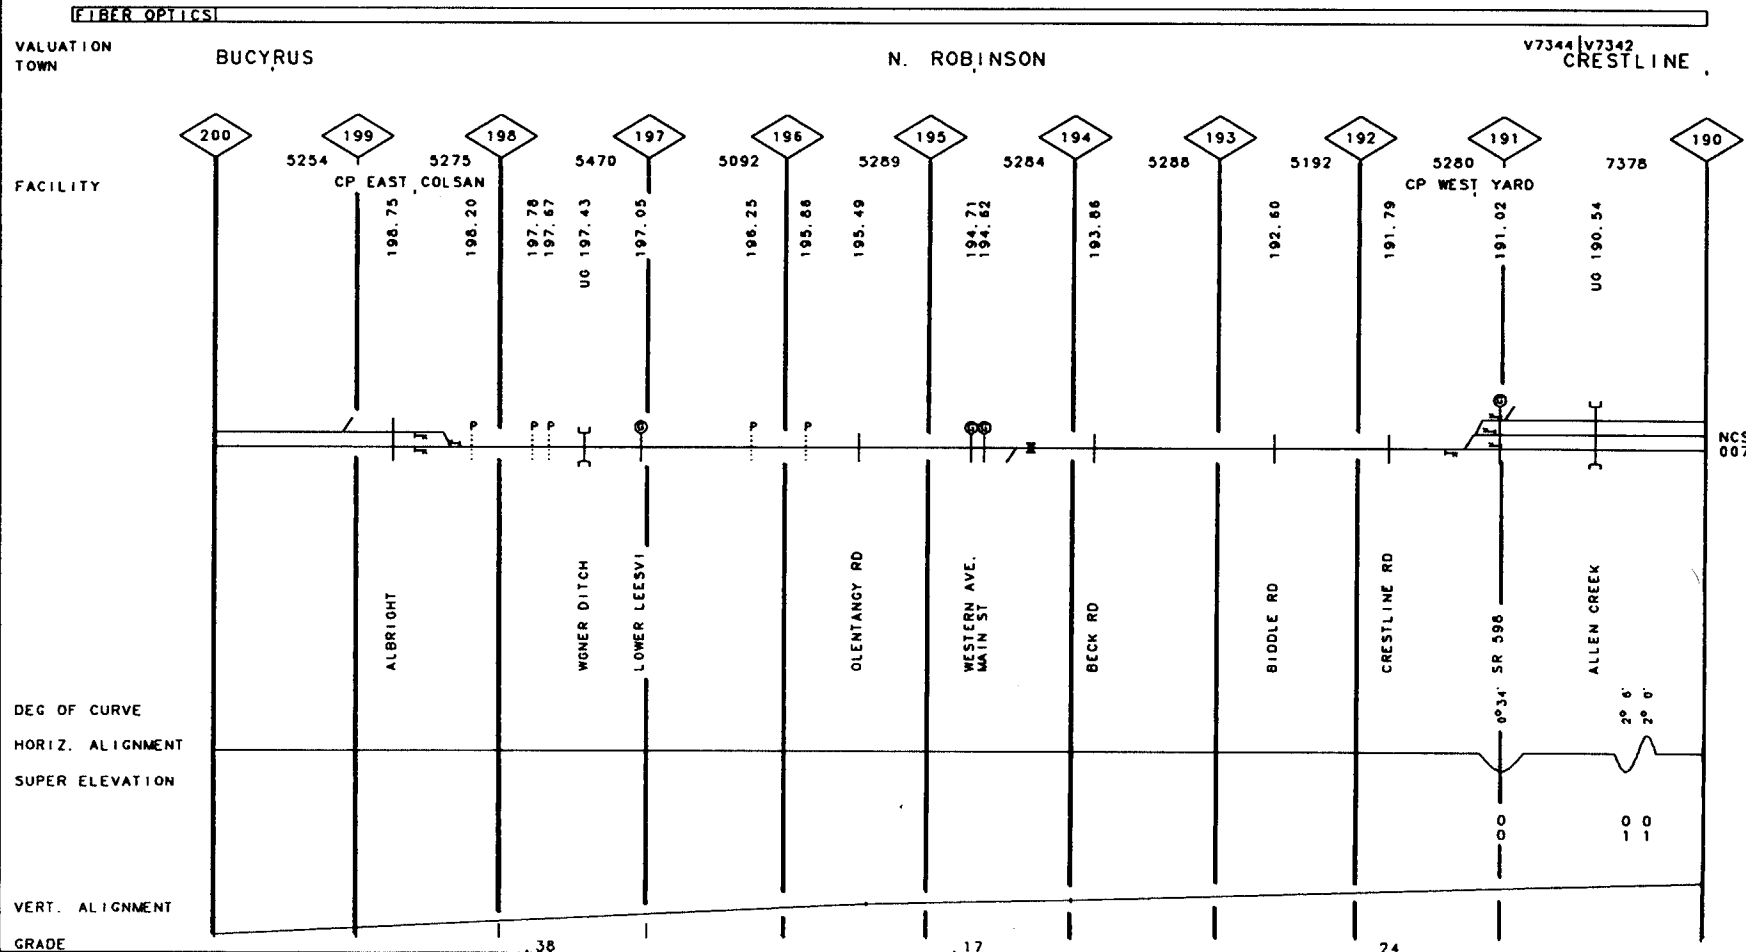 FIBER OPTICS
VALUATION V7344 V7342
TOWN BUCYRUS N. ROBINSON CRESTLINE
200 199 198 197 196 195 194 193 192 191 190
5254 5275 5470 5092 5289 5284 5288 5192 5280 7378
FACILITY CP EAST COLSAN CP WEST YARD
198.75 198.20 197.78 197.67 UG 197.43 197.05 196.25 195.86 195.49 194.71 194.62 193.86 192.60 191.79 191.02 UG 190.54
G G G G
P P P P P
NCS
007
ALBRIGHT WGNER DITCH LOWER LEESVI OLENTANGY RD WESTERN AVE. MAIN ST BECK RD BIDDLE RD CRESTLINE RD SR 598 ALLEN CREEK
DEG OF CURVE 0°34' 2° 6' 2° 0'
HORIZ. ALIGNMENT
SUPER ELEVATION
0 0 0 0
0 1 1
VERT. ALIGNMENT
GRADE .38 .17 .24